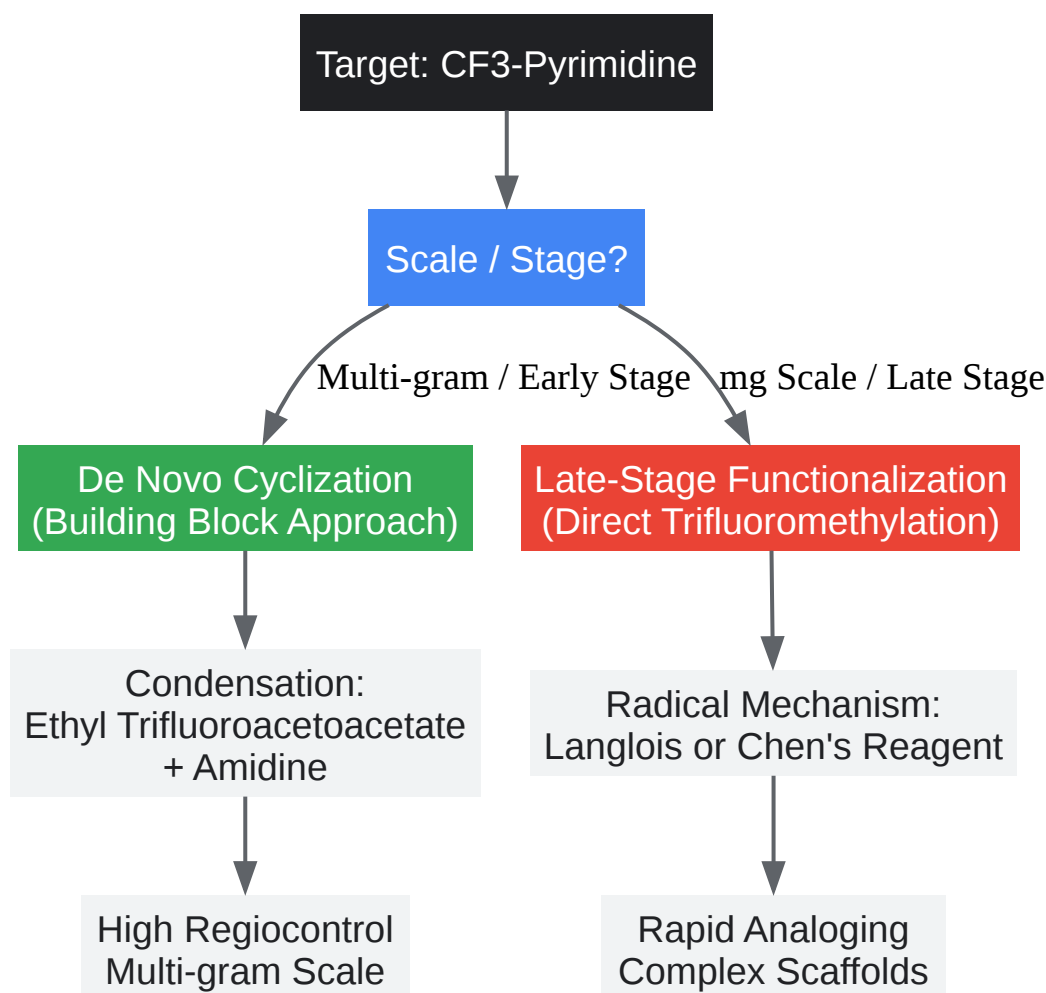 Target: CF3-Pyrimidine
Scale / Stage?
Multi-gram / Early Stage
mg Scale / Late Stage
De Novo Cyclization
(Building Block Approach)
Late-Stage Functionalization
(Direct Trifluoromethylation)
Condensation:
Ethyl Trifluoroacetoacetate
+ Amidine
Radical Mechanism:
Langlois or Chen's Reagent
High Regiocontrol
Multi-gram Scale
Rapid Analoging
Complex Scaffolds